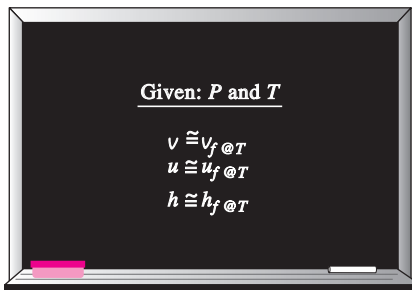 Given: P and T
v ≅ v_f @ T
u ≅ u_f @ T
h ≅ h_f @ T